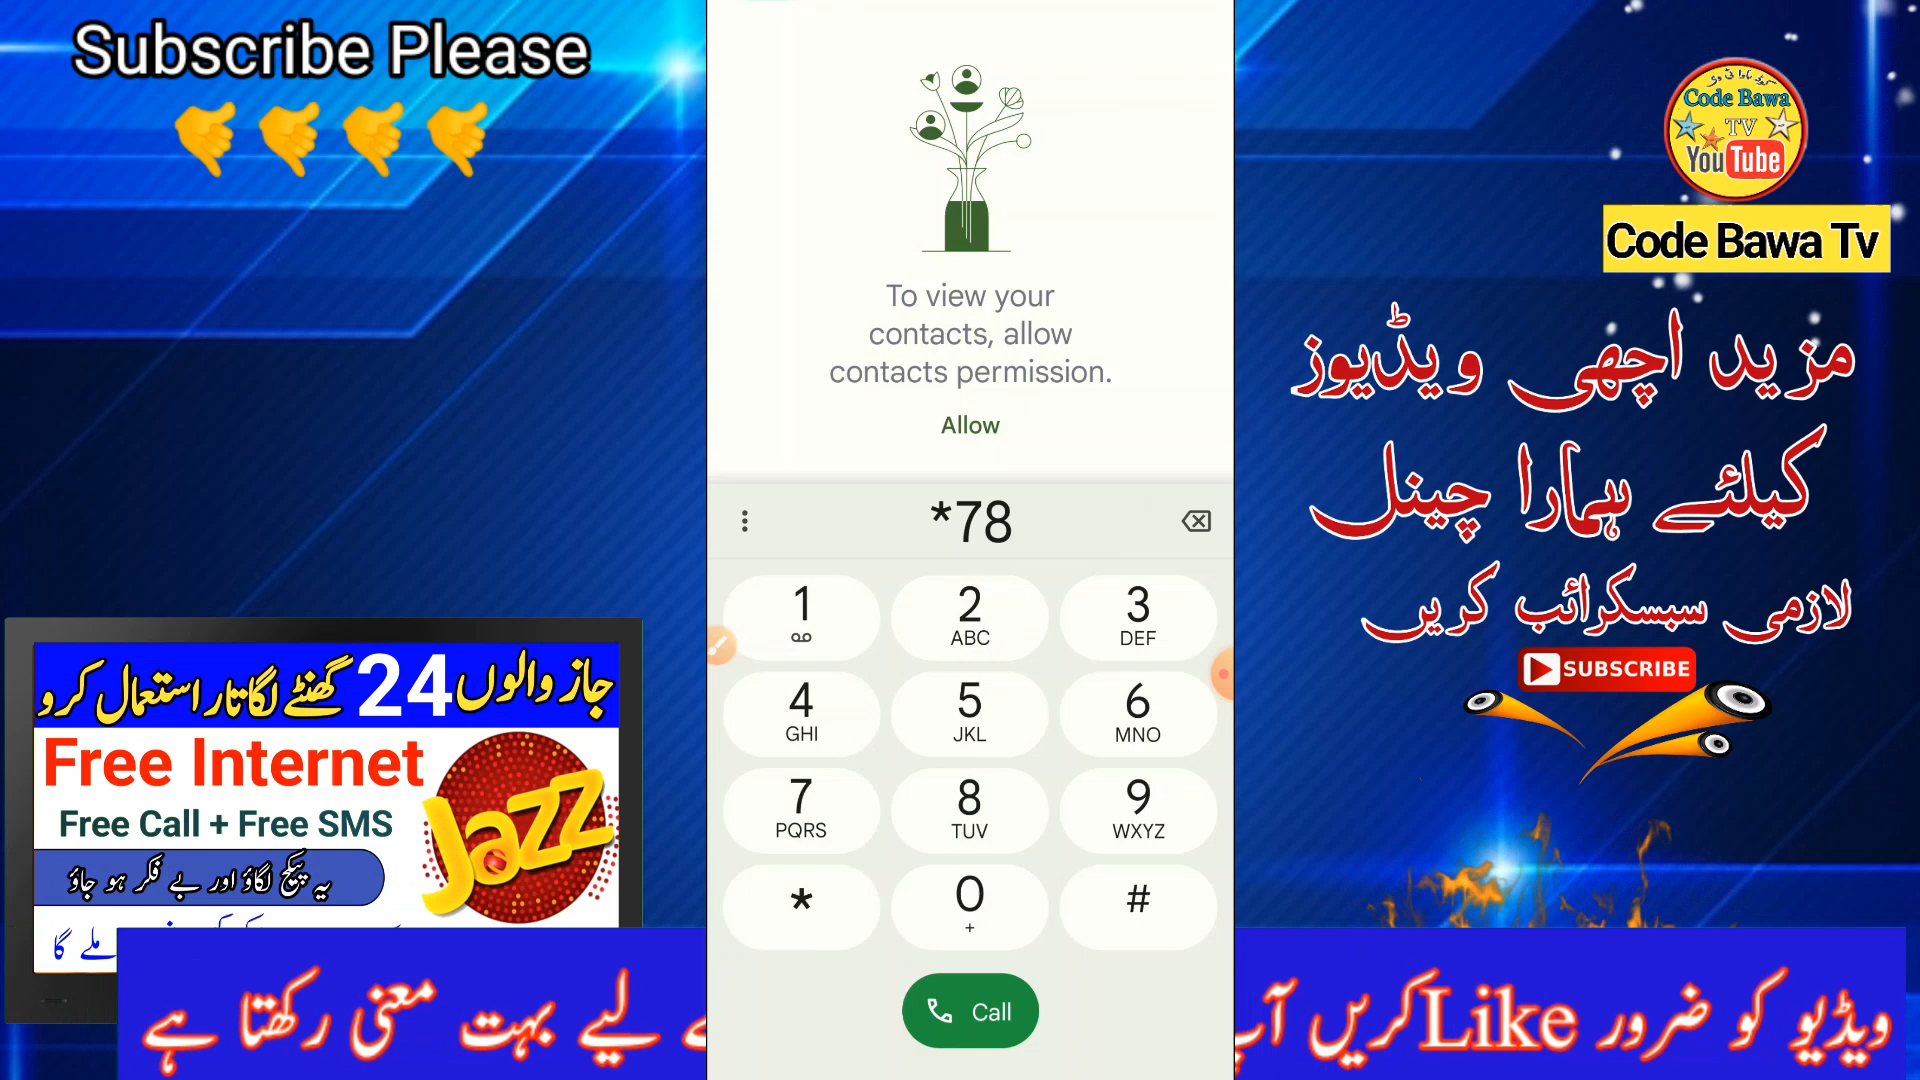 Subscribe Please
To view your
contacts, allow
contacts permission.
Allow
*78
1
2 ABC
3 DEF
4 GHI
5 JKL
6 MNO
7 PQRS
8 TUV
9 WXYZ
*
0 +
#
Call
جاز والوں 24 گھنٹے لگاتار استعمال کرو
Free Internet
Free Call + Free SMS
Jazz
یہ پیکج لگاؤ اور بے فکر ہو جاؤ
ملے گا
کوڈ باوا ٹی وی
Code Bawa
TV
YouTube
Code Bawa Tv
مزید اچھی ویڈیوز
کیلئے ہمارا چینل
لازمی سبسکرائب کریں
SUBSCRIBE
ویڈیو کو ضرور Like کریں آپ
لیے بہت معنی رکھتا ہے